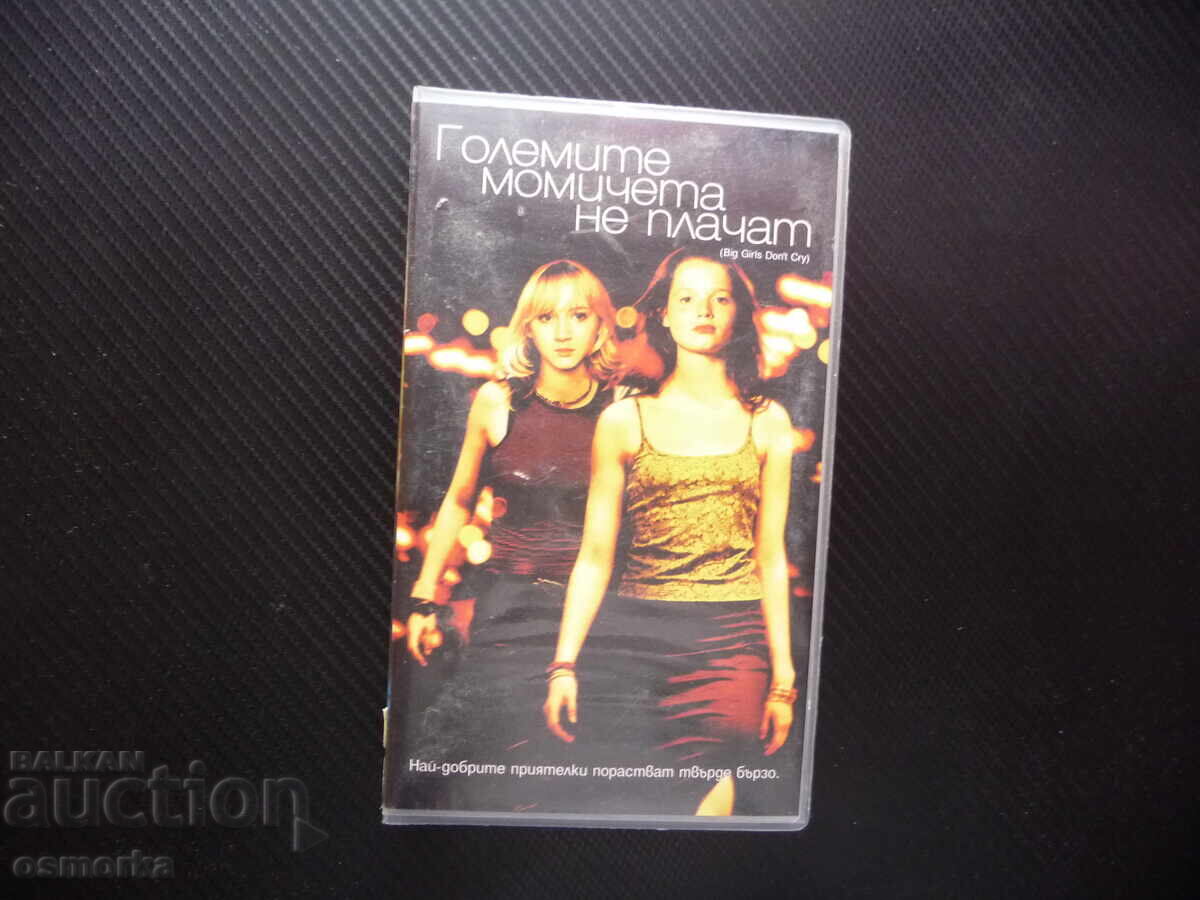 Големите
момичета
не плачат
(Big Girls Don't Cry)
Най-добрите приятелки порастват твърде бързо.
BALKAN
auction
osmorka